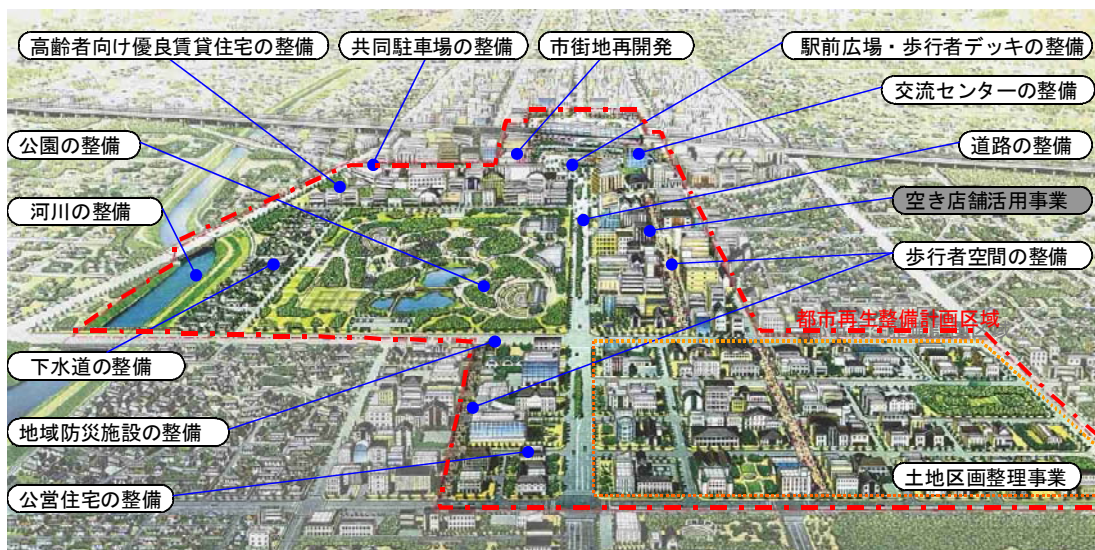 高齢者向け優良賃貸住宅の整備
共同駐車場の整備
市街地再開発
駅前広場・歩行者デッキの整備
交流センターの整備
公園の整備
道路の整備
河川の整備
空き店舗活用事業
歩行者空間の整備
都市再生整備計画区域
下水道の整備
地域防災施設の整備
土地区画整理事業
公営住宅の整備